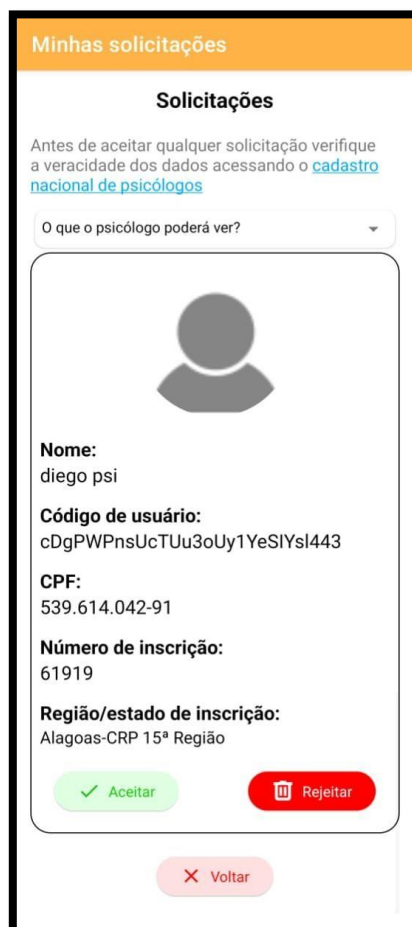 Minhas solicitações
Solicitações
Antes de aceitar qualquer solicitação verifique
a veracidade dos dados acessando o cadastro
nacional de psicólogos
O que o psicólogo poderá ver?
Nome:
diego psi
Código de usuário:
cDgPWPnsUcTUu3oUy1YeSIYsl443
CPF:
539.614.042-91
Número de inscrição:
61919
Região/estado de inscrição:
Alagoas-CRP 15ª Região
Aceitar
Rejeitar
Voltar